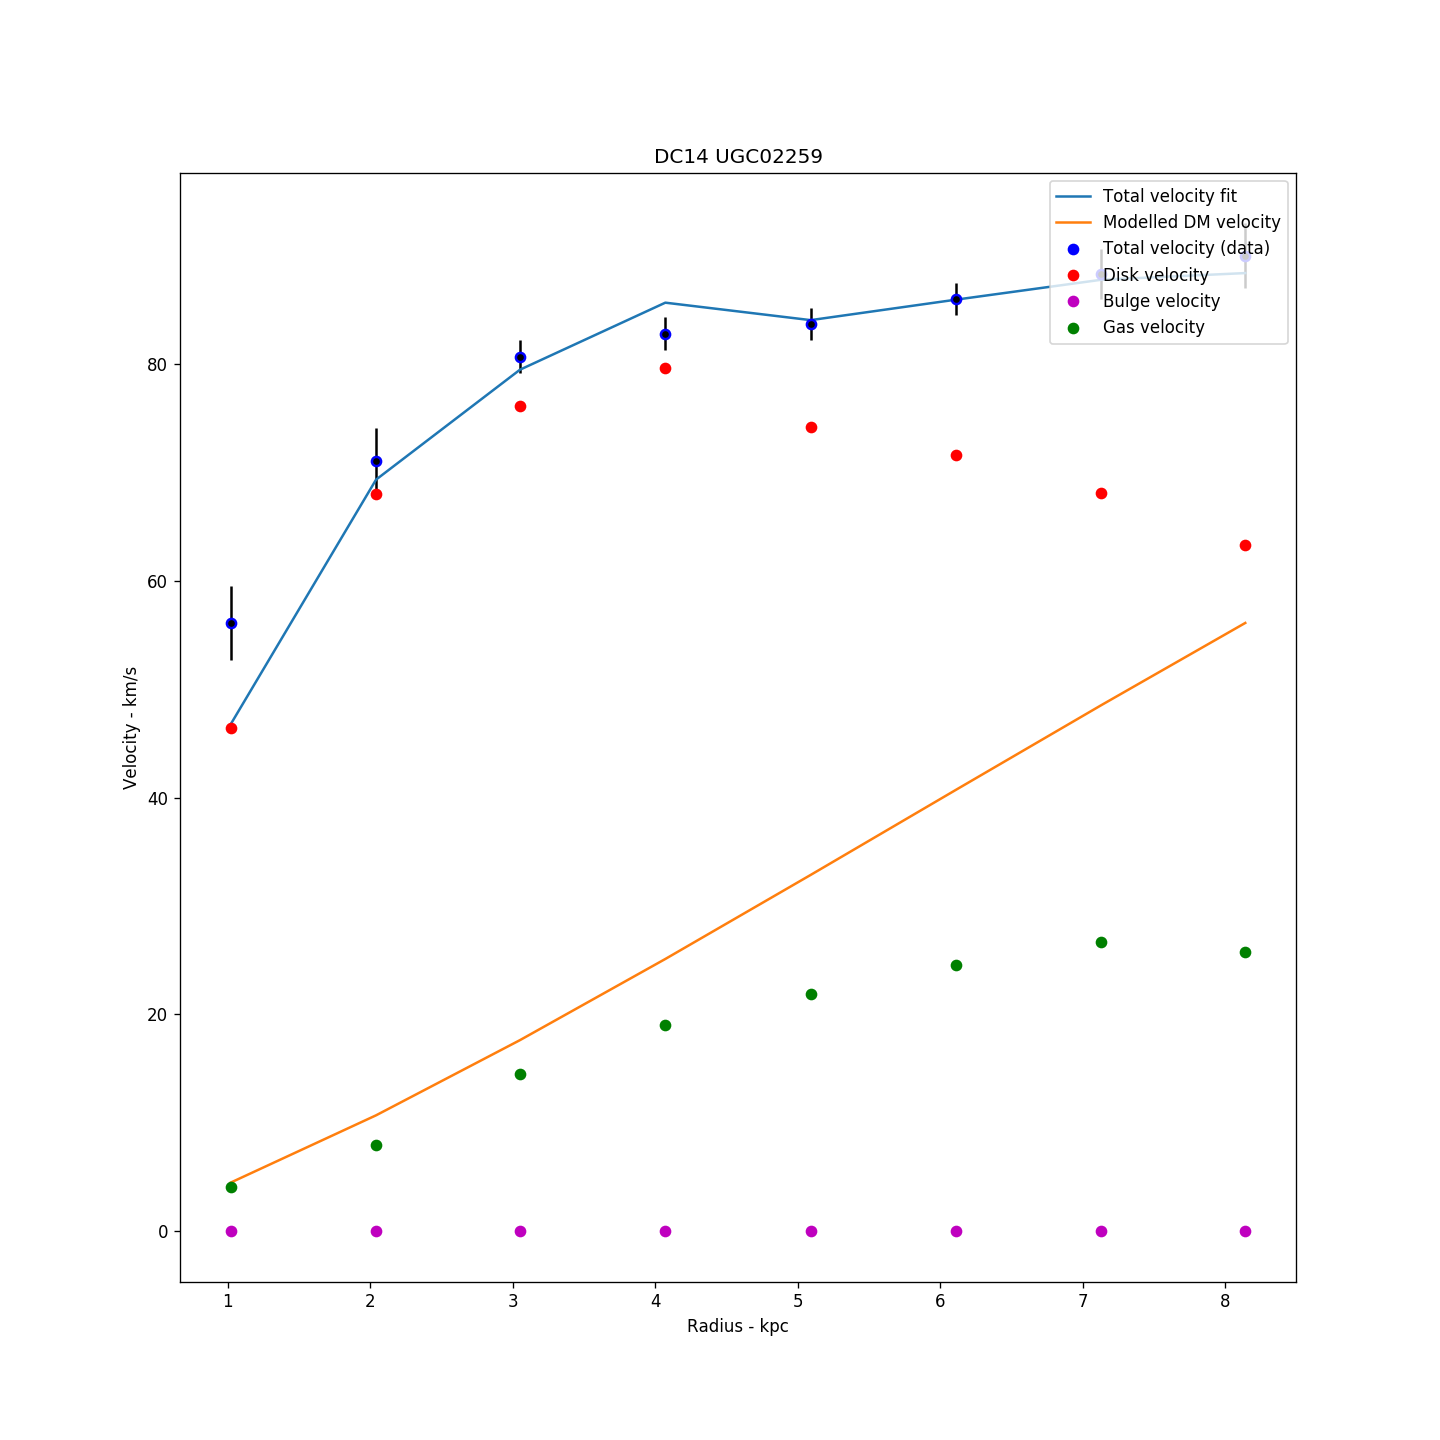 DC14 UGC02259
Total velocity fit
Modelled DM velocity
Total velocity (data)
Disk velocity
Bulge velocity
Gas velocity
80
60
40
20
0
Velocity - km/s
1 2 3 4 5 6 7 8
Radius - kpc